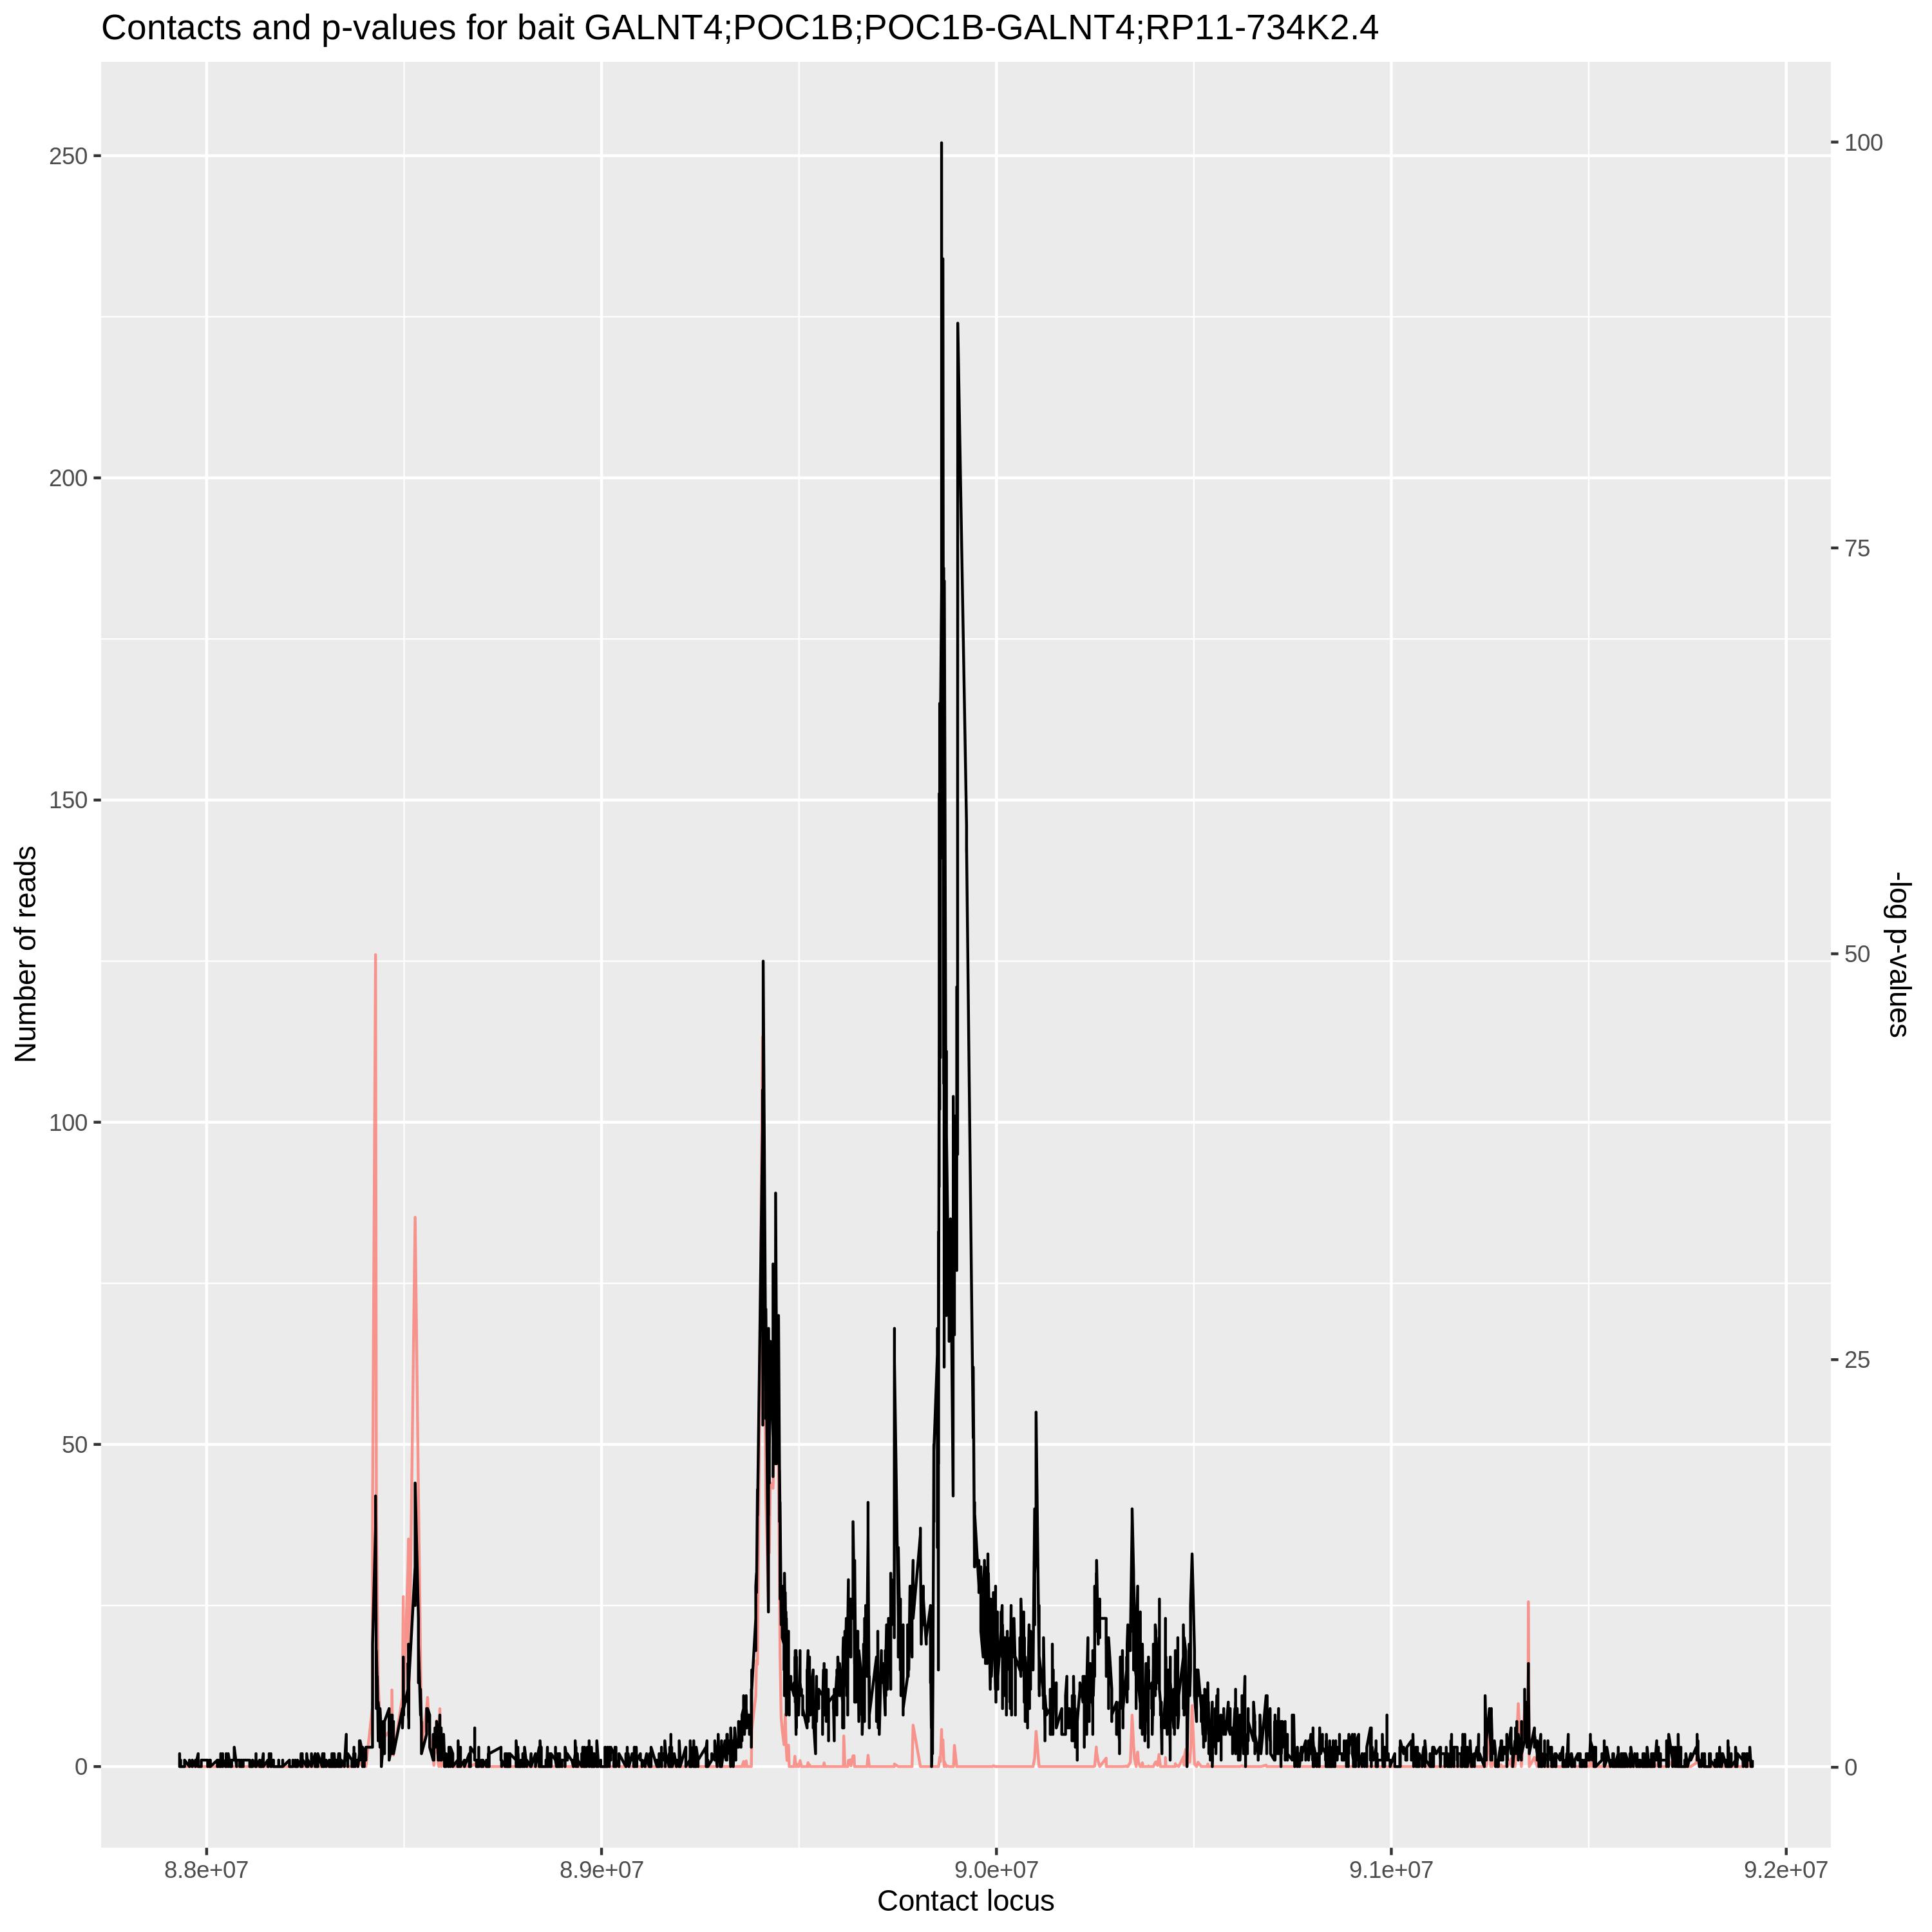 Contacts and p-values for bait GALNT4;POC1B;POC1B-GALNT4;RP11-734K2.4
250
200
150
100
50
0
Number of reads
100
75
50
25
0
-log p-values
8.8e+07
8.9e+07
9.0e+07
9.1e+07
9.2e+07
Contact locus